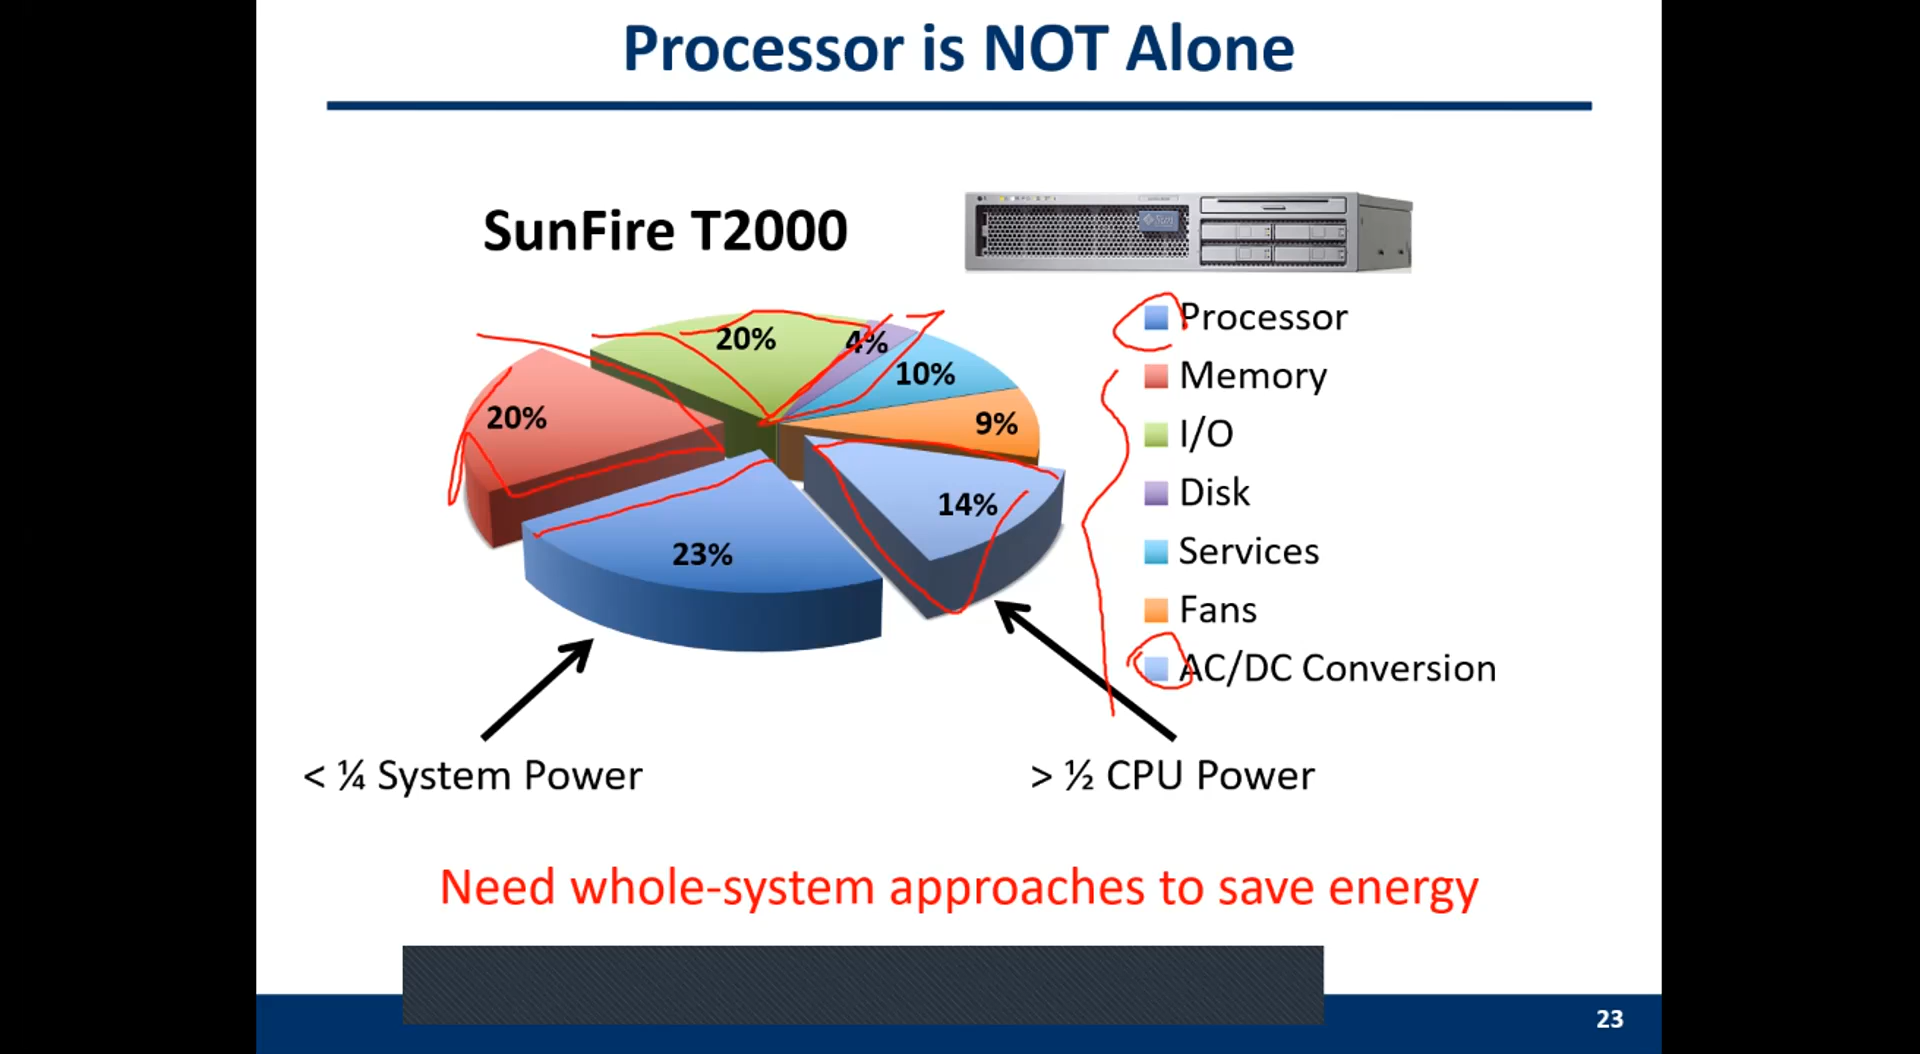 Processor is NOT Alone
SunFire T2000
Sun
20%
4%
10%
20%
9%
14%
23%
Processor
Memory
I/O
Disk
Services
Fans
AC/DC Conversion
< ¼ System Power
> ½ CPU Power
Need whole-system approaches to save energy
23